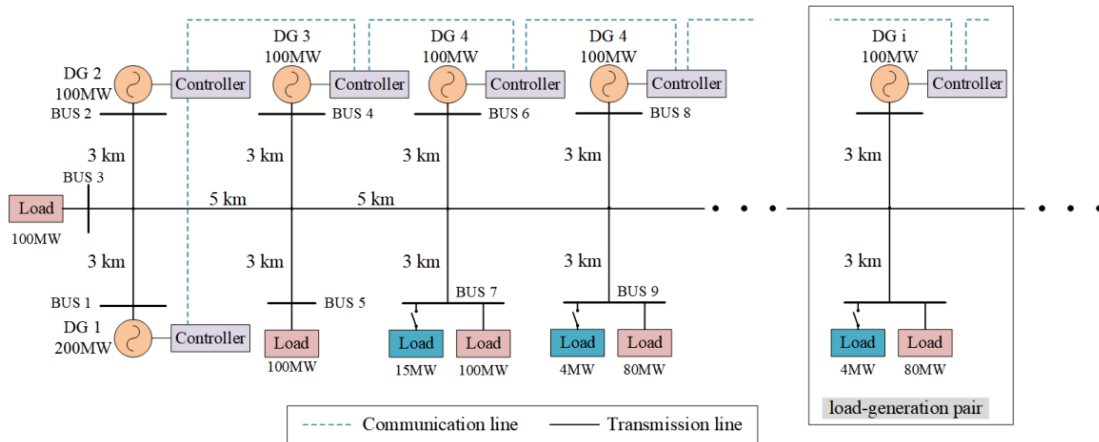 DG 3
100MW
DG 4
100MW
DG 4
100MW
DG i
100MW
DG 2
100MW
Controller
Controller
Controller
Controller
Controller
BUS 2
BUS 4
BUS 6
BUS 8
3 km
3 km
3 km
3 km
3 km
BUS 3
Load
100MW
5 km
5 km
3 km
3 km
3 km
3 km
3 km
BUS 1
BUS 5
BUS 7
BUS 9
DG 1
200MW
Controller
Load
100MW
Load
15MW
Load
100MW
Load
4MW
Load
80MW
Load
4MW
Load
80MW
load-generation pair
Communication line
Transmission line